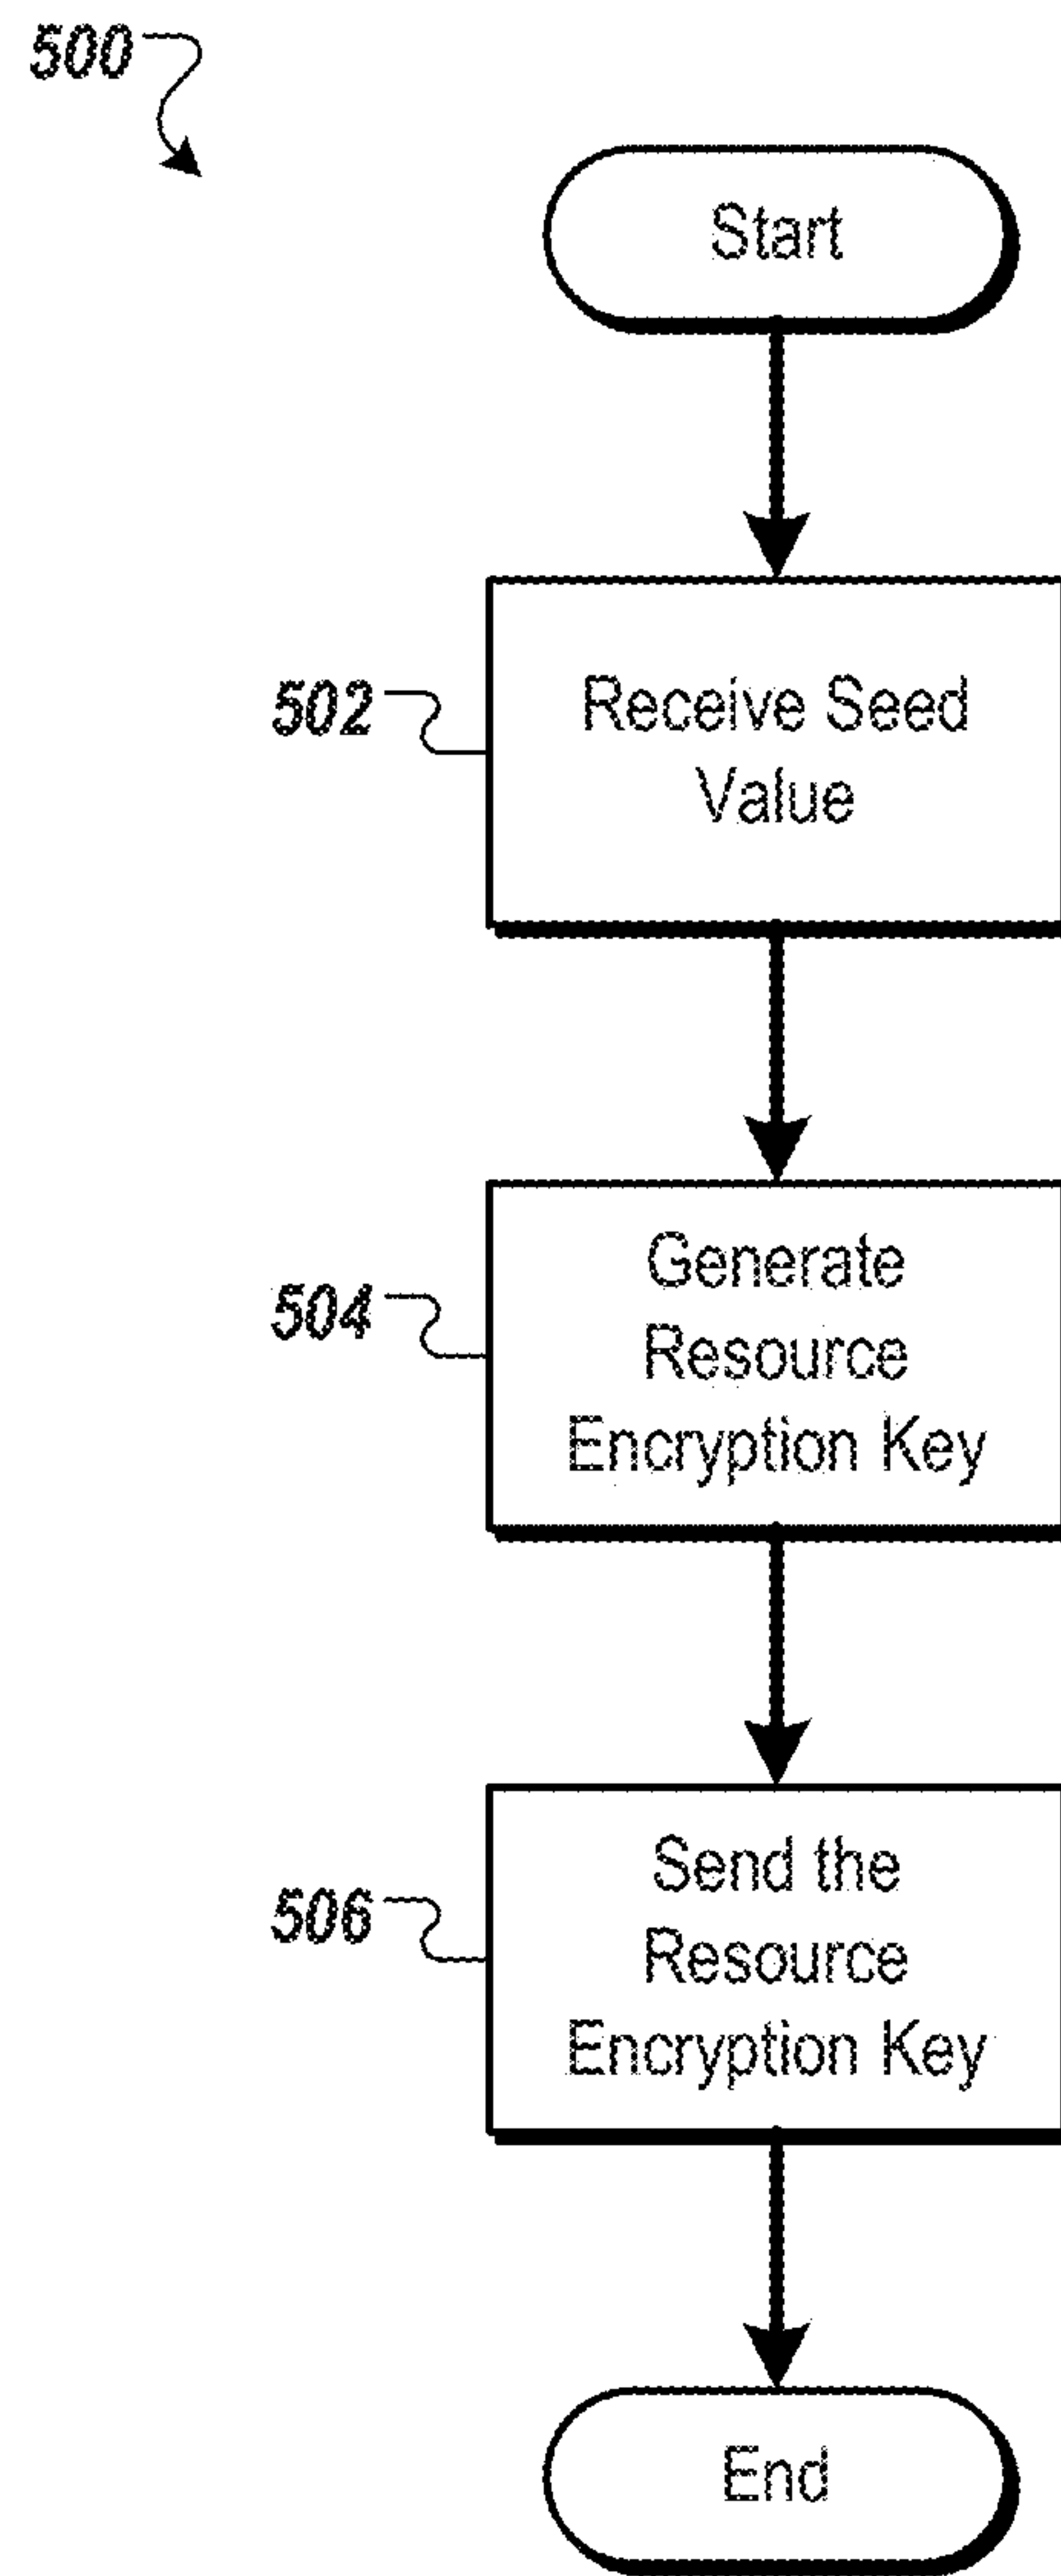 500
Start
502
Receive Seed
Value
504
Generate
Resource
Encryption Key
506
Send the
Resource
Encryption Key
End